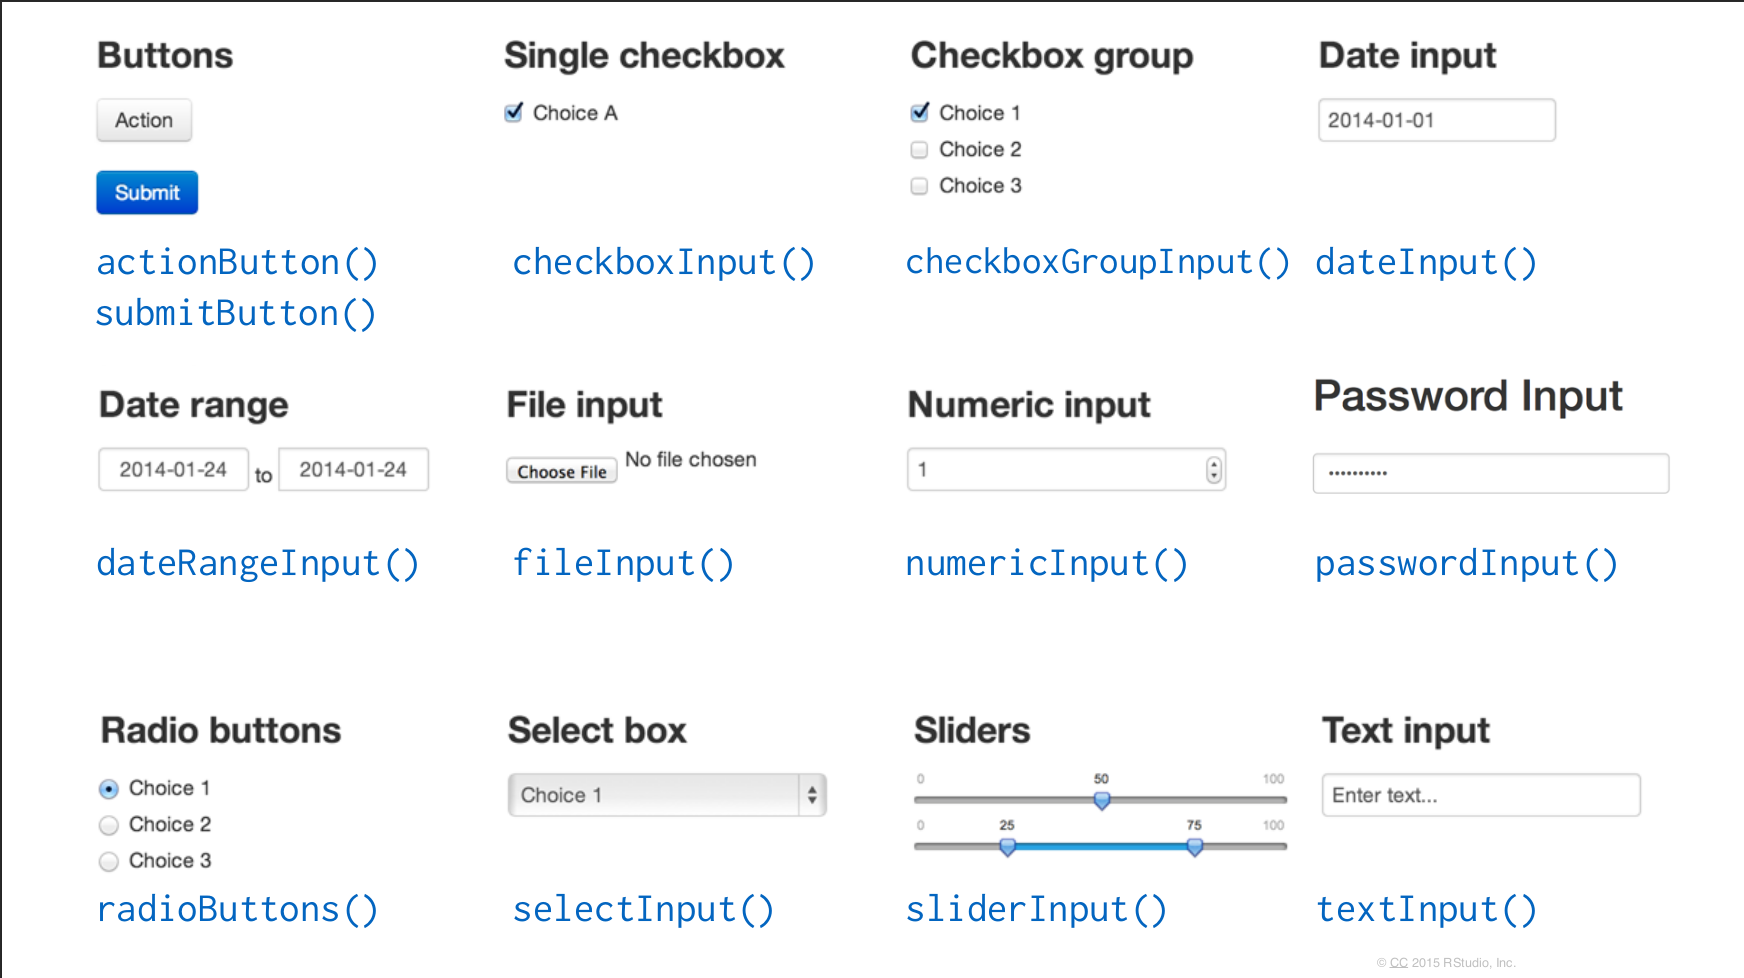 Buttons
Action
Submit
actionButton()
submitButton()
Single checkbox
Choice A
checkboxInput()
Checkbox group
Choice 1
Choice 2
Choice 3
checkboxGroupInput()
Date input
2014-01-01
dateInput()
Date range
2014-01-24 to 2014-01-24
dateRangeInput()
File input
Choose File No file chosen
fileInput()
Numeric input
1
numericInput()
Password Input
••••••••••
passwordInput()
Radio buttons
Choice 1
Choice 2
Choice 3
radioButtons()
Select box
Choice 1
selectInput()
Sliders
0 50 100
0 25 75 100
sliderInput()
Text input
Enter text...
textInput()
© CC 2015 RStudio, Inc.